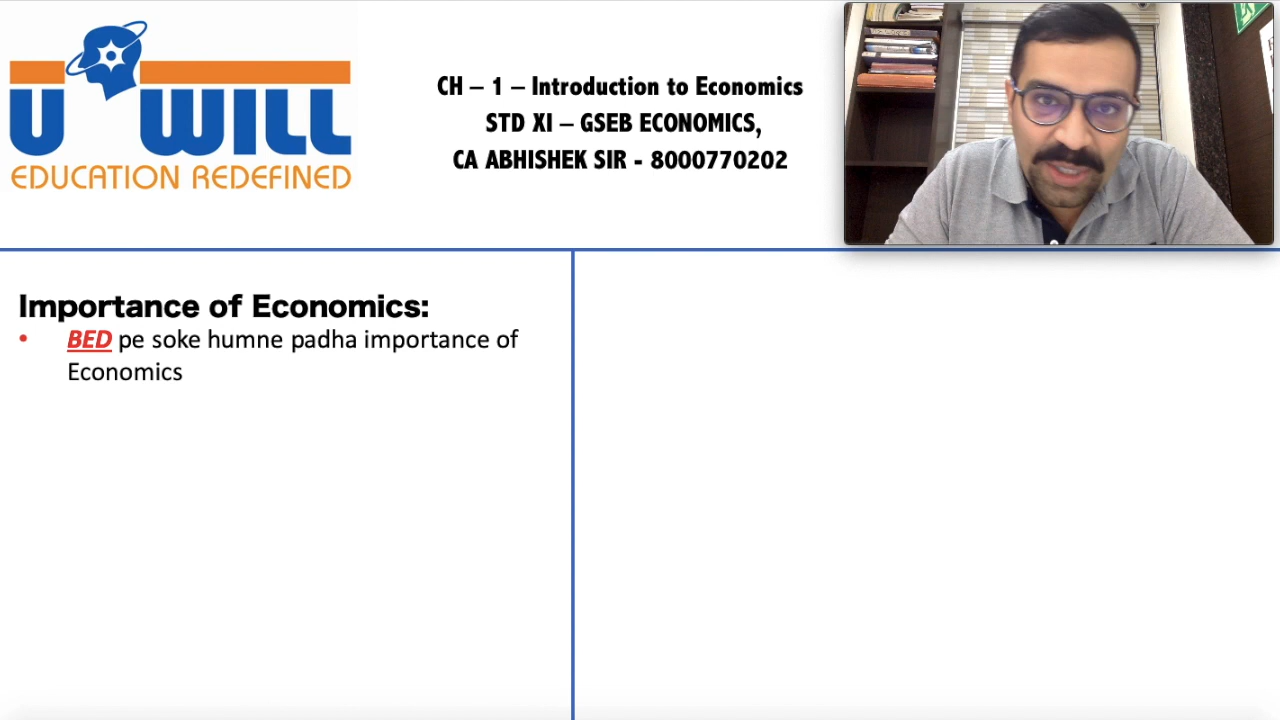 U WILL
EDUCATION REDEFINED
CH – 1 – Introduction to Economics
STD XI – GSEB ECONOMICS,
CA ABHISHEK SIR - 8000770202
Importance of Economics:
• BED pe soke humne padha importance of
Economics